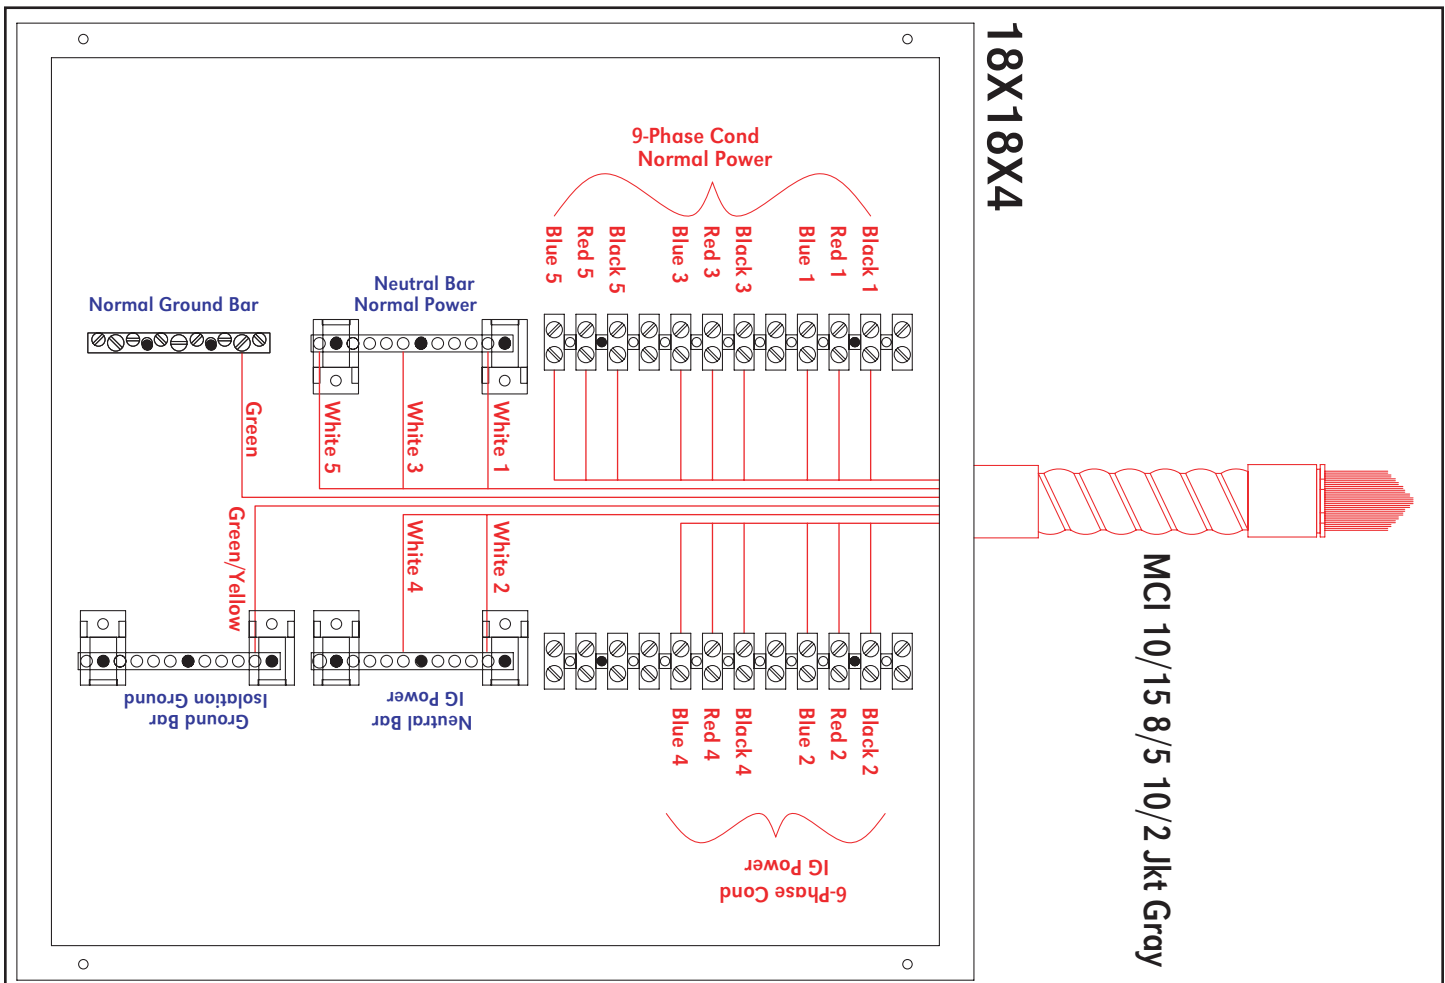 18X18X4
9-Phase Cond
Normal Power
Blue 5
Red 5
Black 5
Blue 3
Red 3
Black 3
Blue 1
Red 1
Black 1
Neutral Bar
Normal Power
Normal Ground Bar
Green
White 5
White 3
White 1
Green/Yellow
White 4
White 2
MCI 10/15 8/5 10/2 Jkt Gray
Ground Bar
Isolation Ground
Neutral Bar
IG Power
Blue 4
Red 4
Black 4
Blue 2
Red 2
Black 2
6-Phase Cond
IG Power